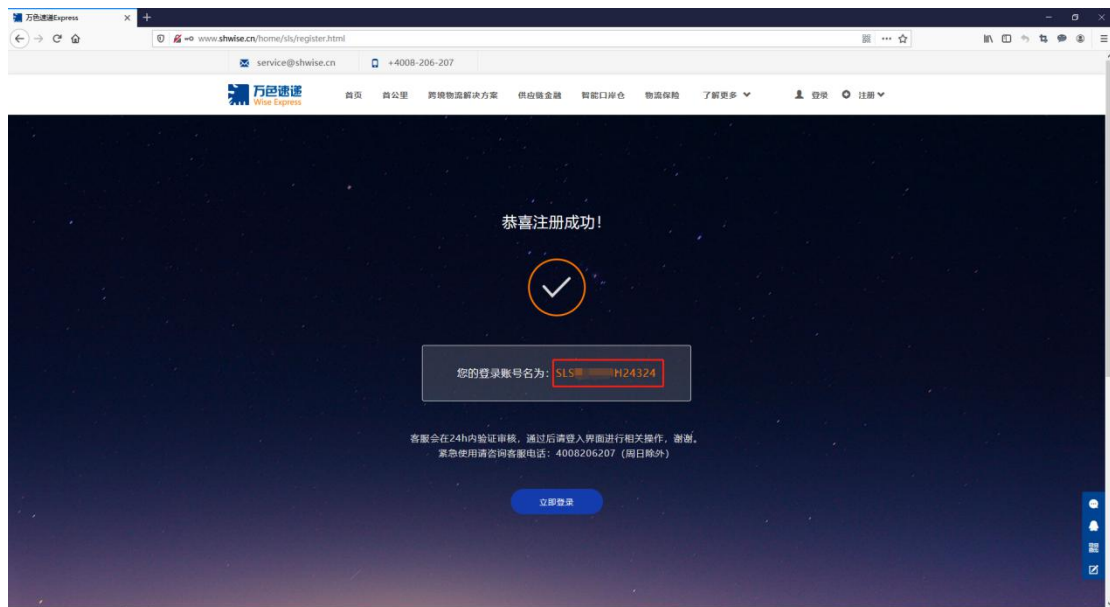 万色速递Express
www.shwise.cn/home/sls/register.html
service@shwise.cn +4008-206-207
万色速递
Wise Express
首页 首公里 跨境物流解决方案 供应链金融 智能口岸仓 物流保险 了解更多 登录 注册
恭喜注册成功!
您的登录账号名为: SLS H24324
客服会在24h内验证审核, 通过后请登入界面进行相关操作, 谢谢。
紧急使用请咨询客服电话: 4008206207 (周日除外)
立即登录